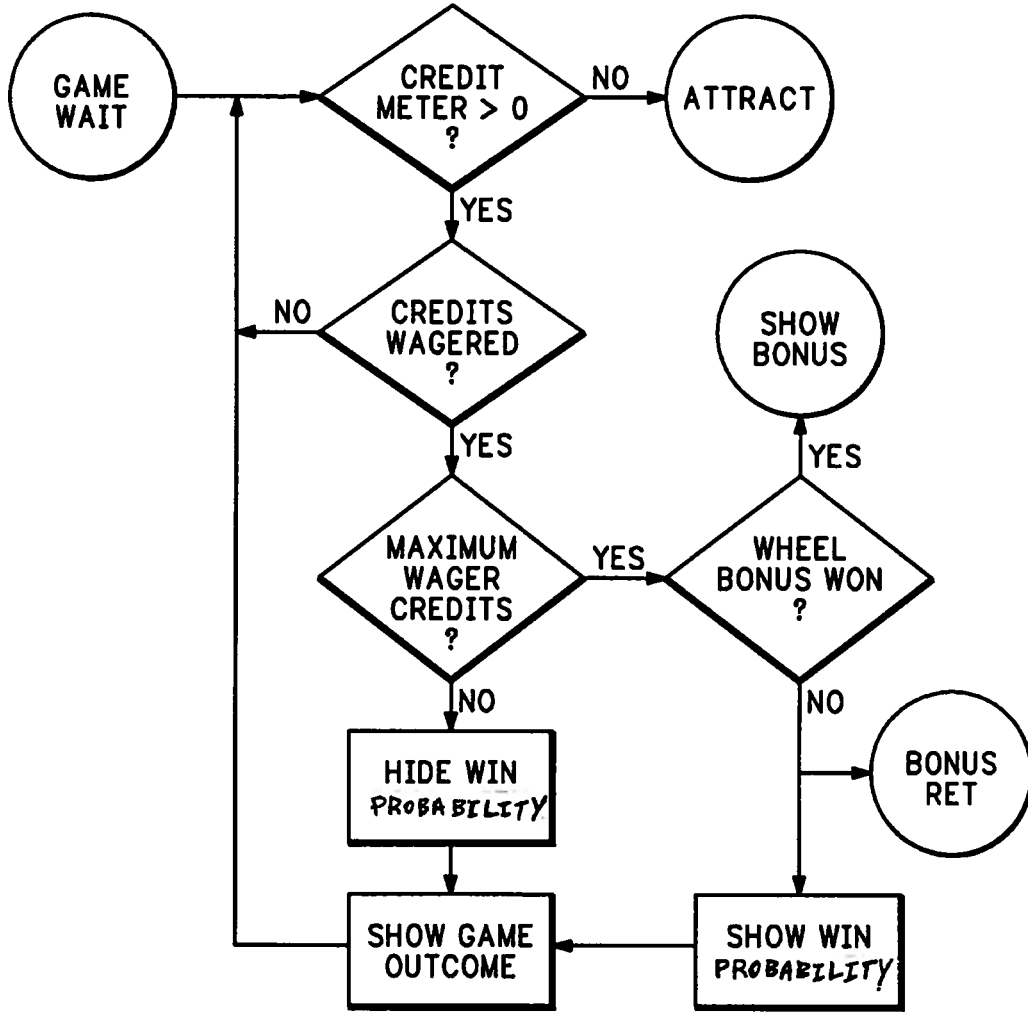 GAME
WAIT
CREDIT
METER > 0
?
NO
ATTRACT
YES
CREDITS
WAGERED
?
NO
YES
SHOW
BONUS
YES
MAXIMUM
WAGER
CREDITS
?
YES
WHEEL
BONUS WON
?
NO
NO
HIDE WIN
PROBABILITY
BONUS
RET
SHOW GAME
OUTCOME
SHOW WIN
PROBABILITY